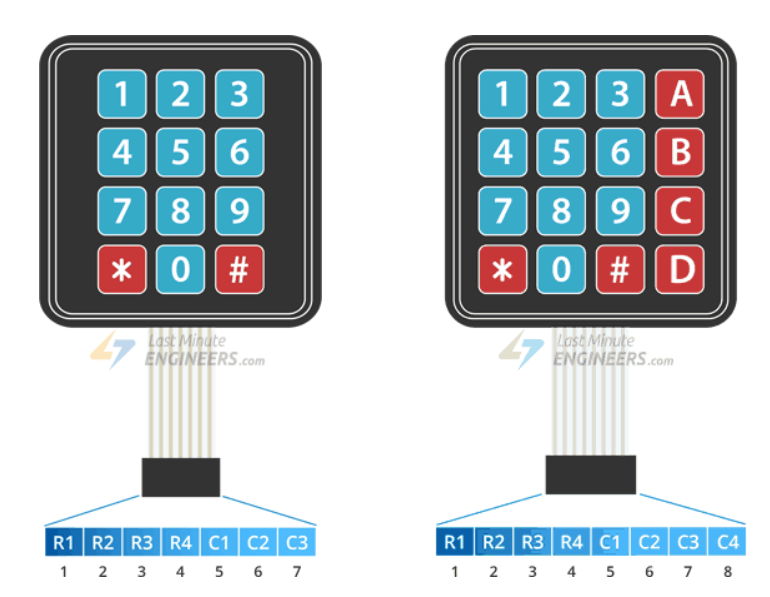 1 2 3
4 5 6
7 8 9
* 0 #
Last Minute
ENGINEERS.com
R1 R2 R3 R4 C1 C2 C3
1 2 3 4 5 6 7
1 2 3 A
4 5 6 B
7 8 9 C
* 0 # D
Last Minute
ENGINEERS.com
R1 R2 R3 R4 C1 C2 C3 C4
1 2 3 4 5 6 7 8